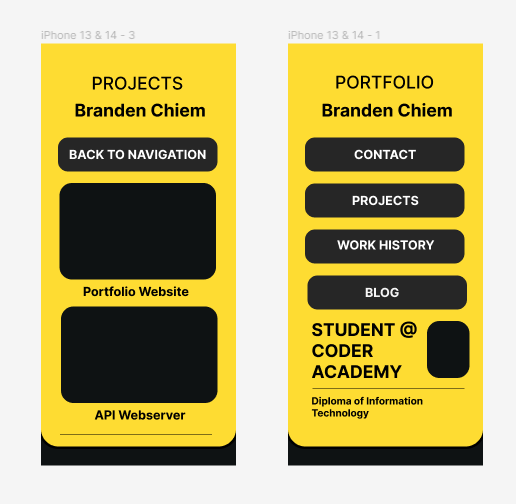 iPhone 13 & 14 - 3
PROJECTS
Branden Chiem
BACK TO NAVIGATION
Portfolio Website
API Webserver
iPhone 13 & 14 - 1
PORTFOLIO
Branden Chiem
CONTACT
PROJECTS
WORK HISTORY
BLOG
STUDENT @
CODER
ACADEMY
Diploma of Information
Technology